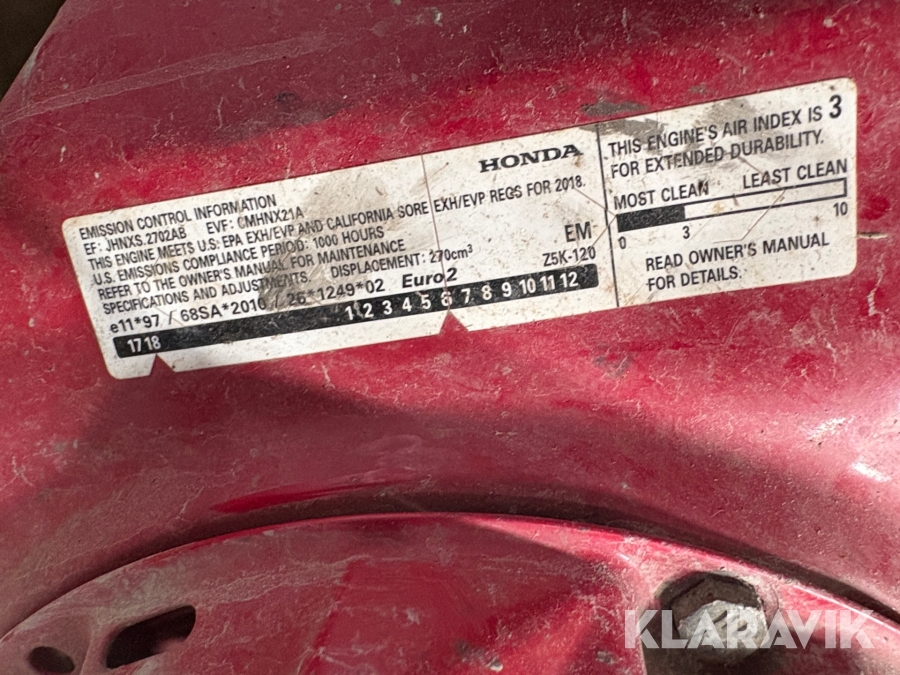 HONDA
EMISSION CONTROL INFORMATION
EF: JHNXS.2702AB EVF: CMHNX21A
THIS ENGINE MEETS U.S. EPA EXH/EVP AND CALIFORNIA SORE EXH/EVP REGS FOR 2018.
U.S. EMISSIONS COMPLIANCE PERIOD: 1000 HOURS
REFER TO THE OWNER'S MANUAL FOR MAINTENANCE
SPECIFICATIONS AND ADJUSTMENTS. DISPLACEMENT: 270cm³ EM
e11*97 / 68SA*2010 / 26*1249*02 Euro2 Z5K-120
17 18 1 2 3 4 5 6 7 8 9 10 11 12
THIS ENGINE'S AIR INDEX IS 3
FOR EXTENDED DURABILITY.
MOST CLEAN LEAST CLEAN
0 3 10
READ OWNER'S MANUAL
FOR DETAILS.
KLARAVIK